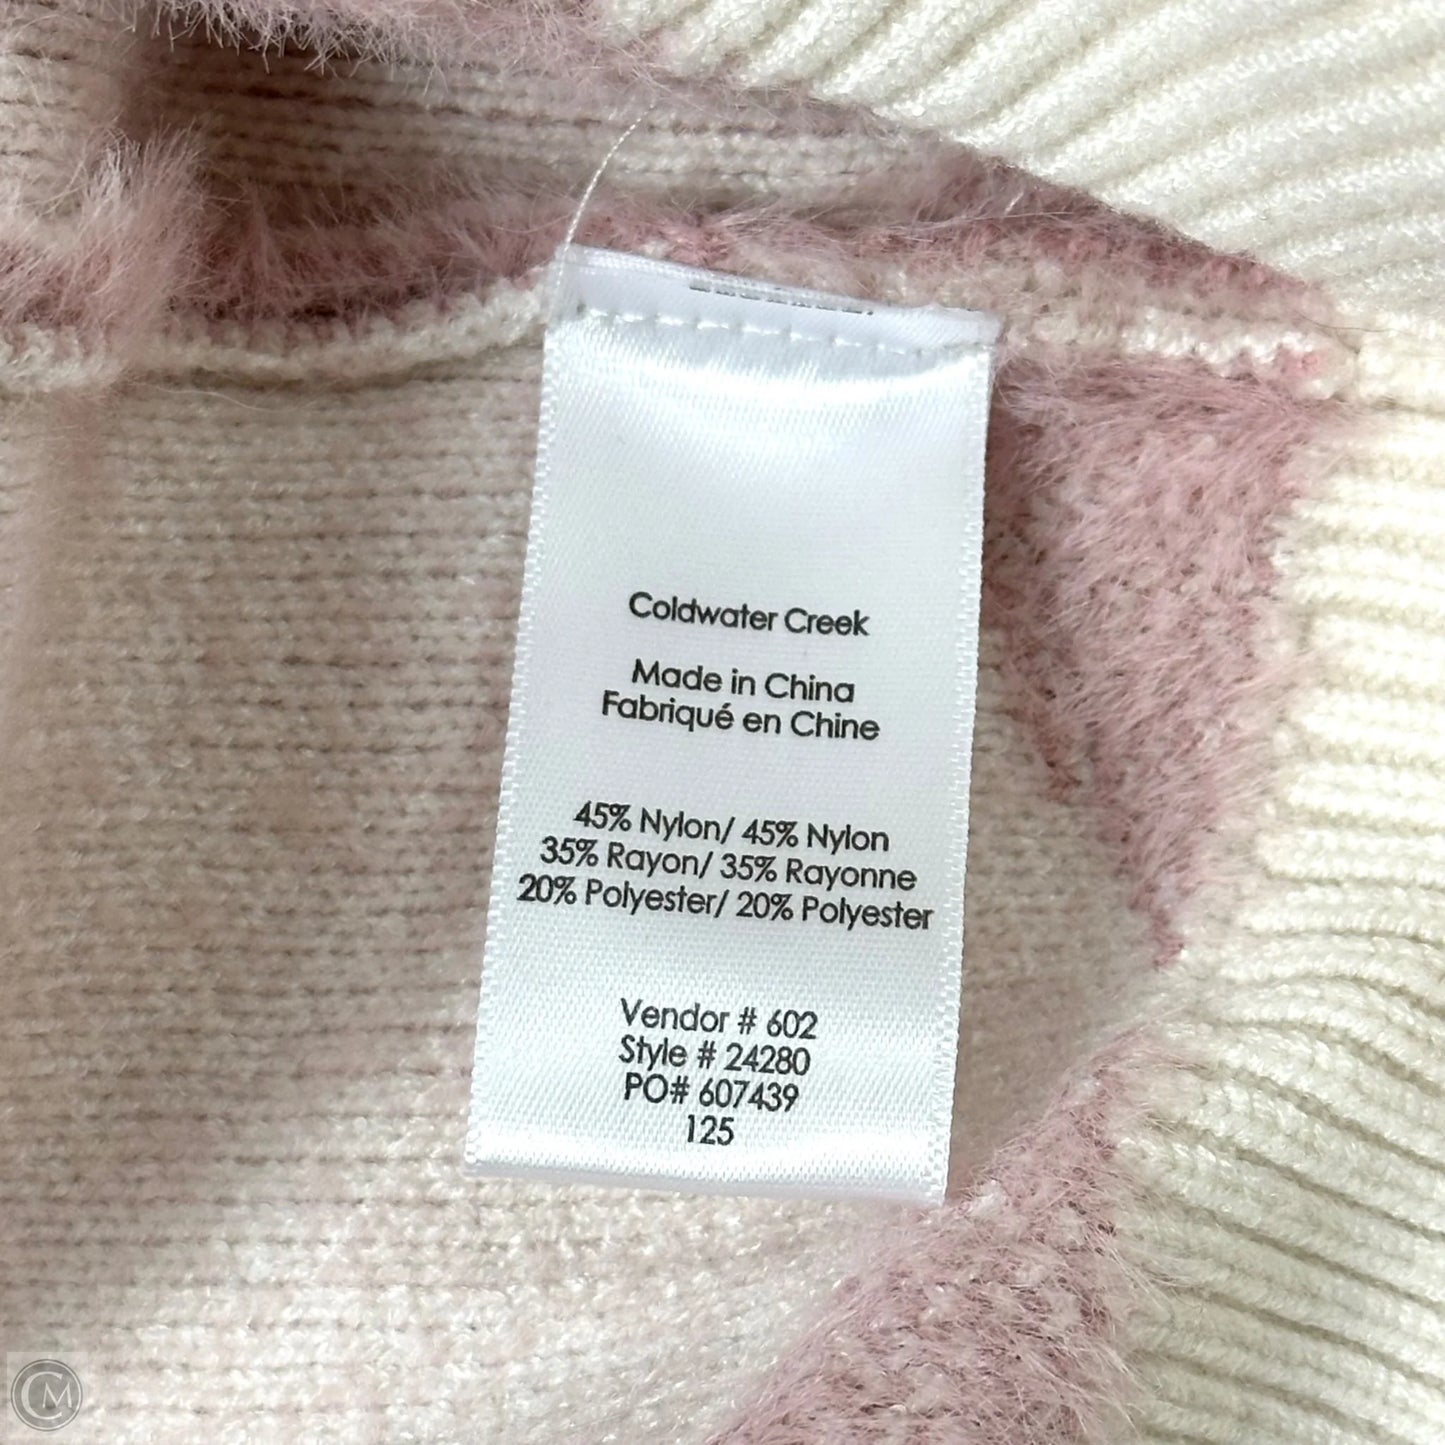 Coldwater Creek
Made in China
Fabriqué en Chine
45% Nylon/ 45% Nylon
35% Rayon/ 35% Rayonne
20% Polyester/ 20% Polyester
Vendor # 602
Style # 24280
PO# 607439
125
CM